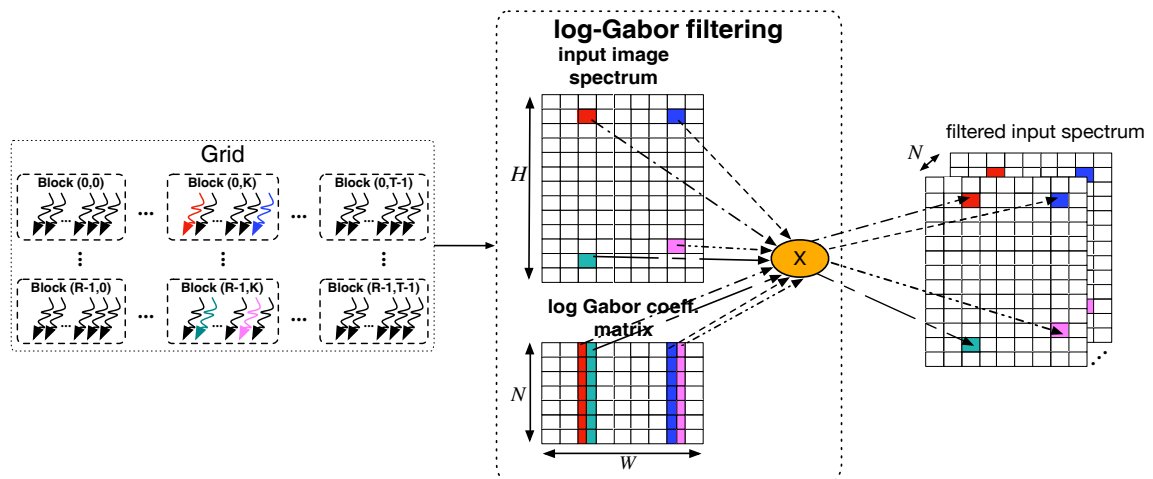 log-Gabor filtering
input image
spectrum
H
Grid
Block (0,0)
Block (0,K)
Block (0,T-1)
...
...
...
...
...
...
...
Block (R-1,0)
Block (R-1,K)
Block (R-1,T-1)
...
...
...
...
...
X
log Gabor coeff.
matrix
N
W
filtered input spectrum
N
...